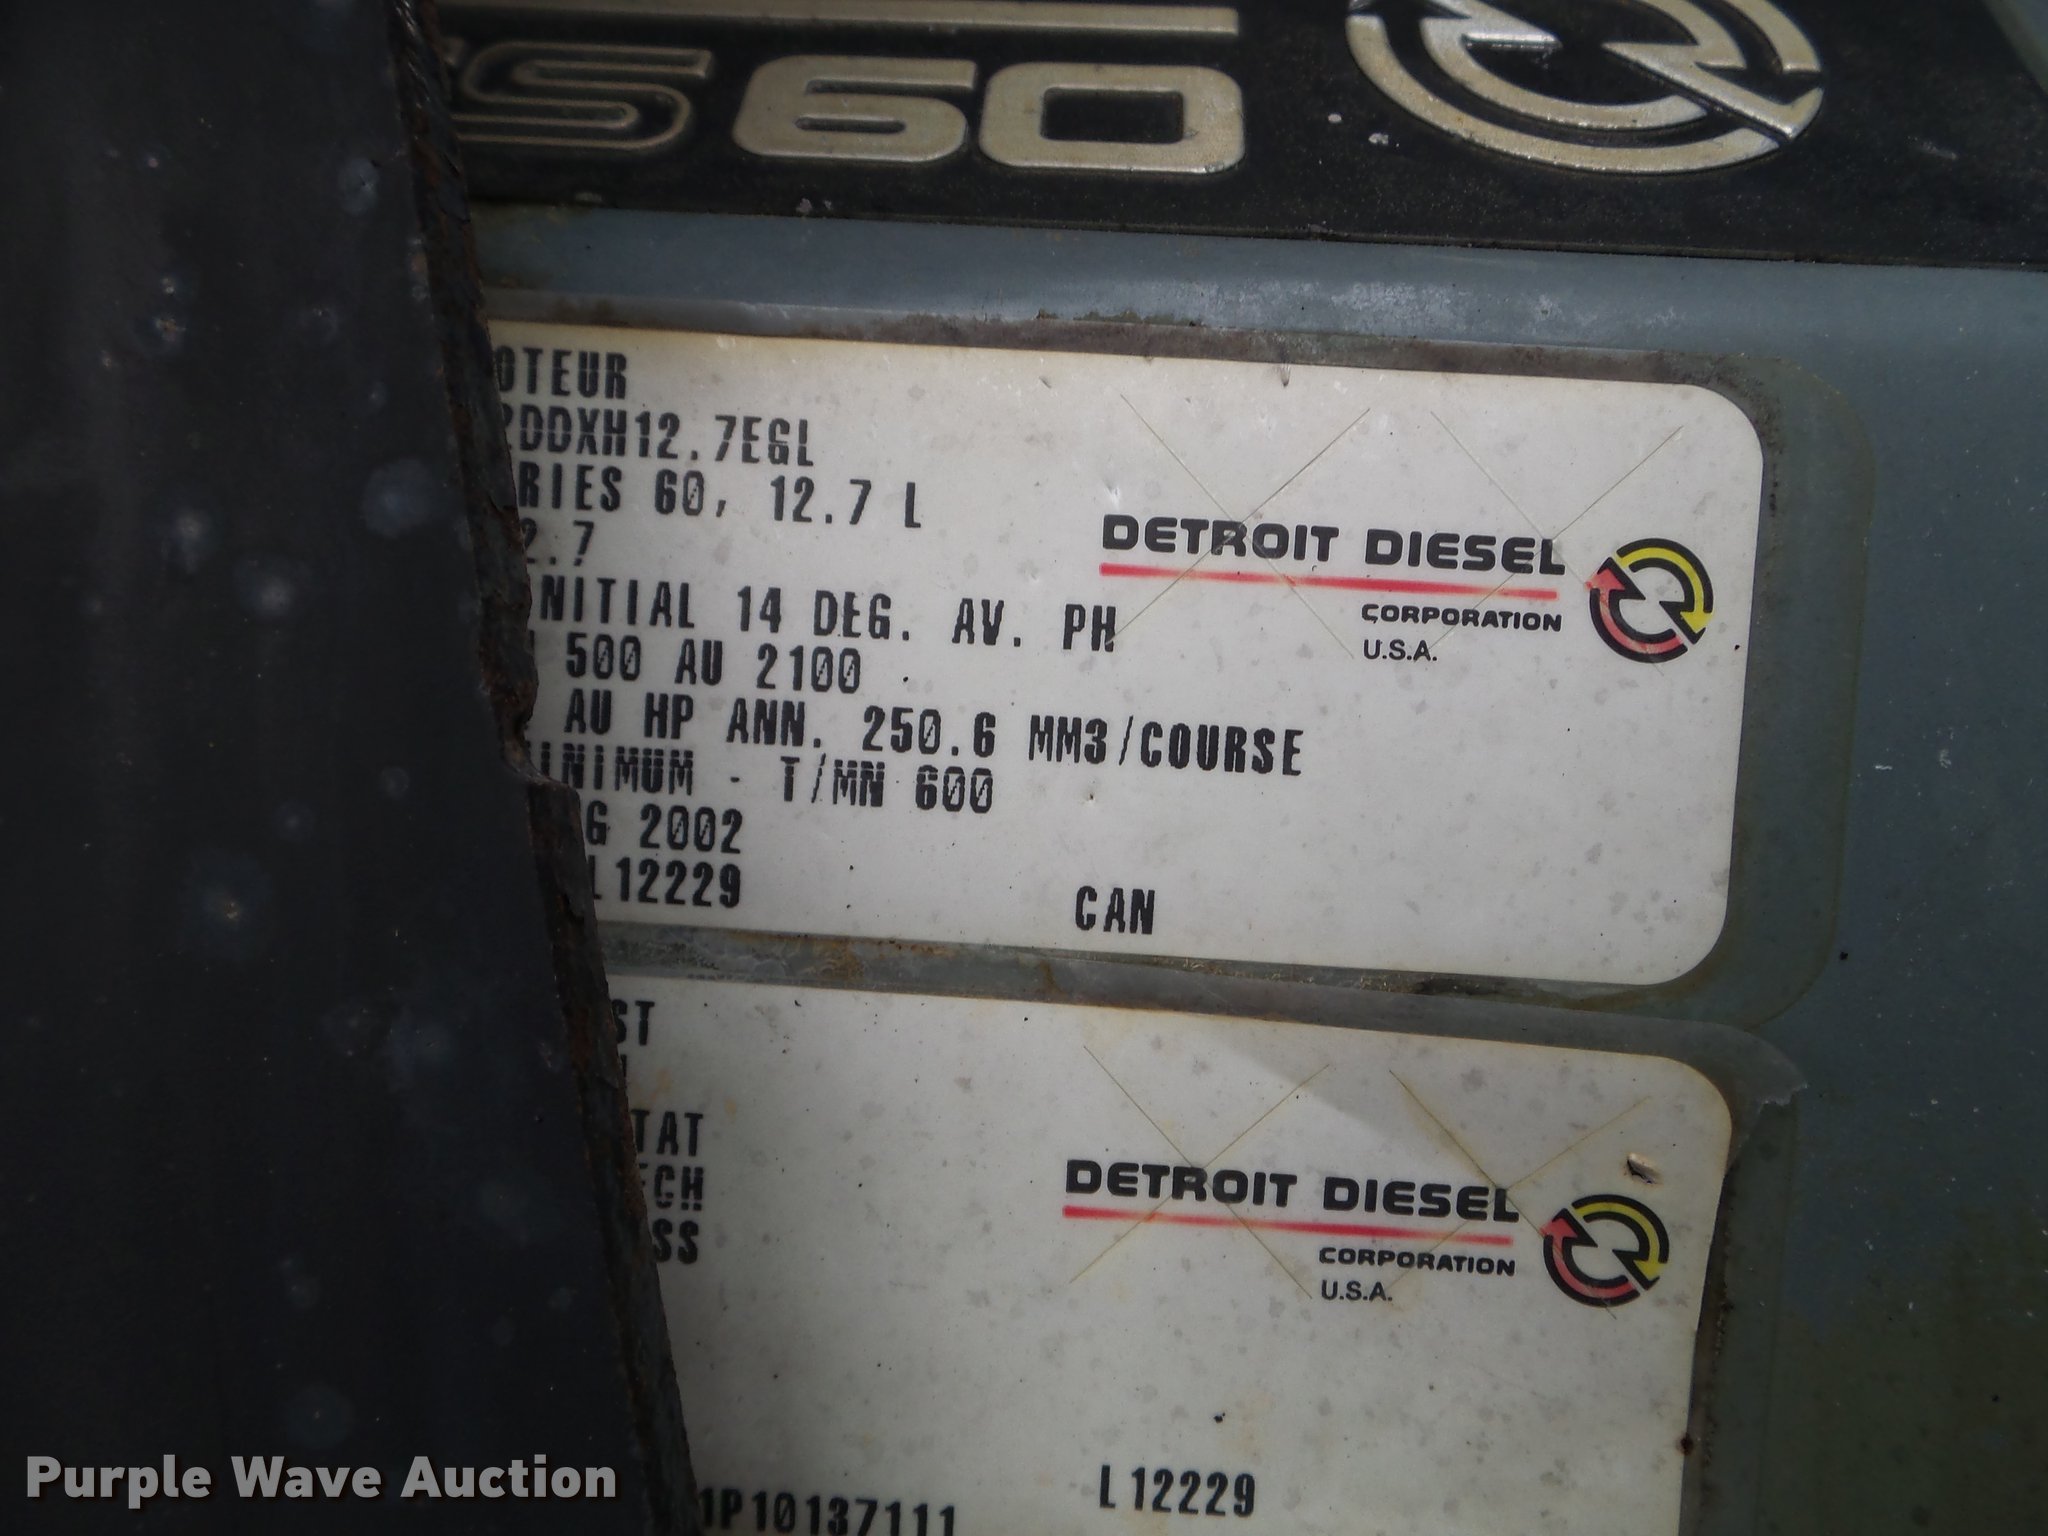 S60
OTEUR
2DDXH12.7EGL
RIES 60, 12.7 L
2.7
NITIAL 14 DEG. AV. PH
500 AU 2100
AU HP ANN. 250.6 MM3/COURSE
INIMUM - T/MN 600
G 2002
L12229
CAN
DETROIT DIESEL
CORPORATION
U.S.A.
ST
TAT
ECH
SS
DETROIT DIESEL
CORPORATION
U.S.A.
L12229
1P10137111
Purple Wave Auction